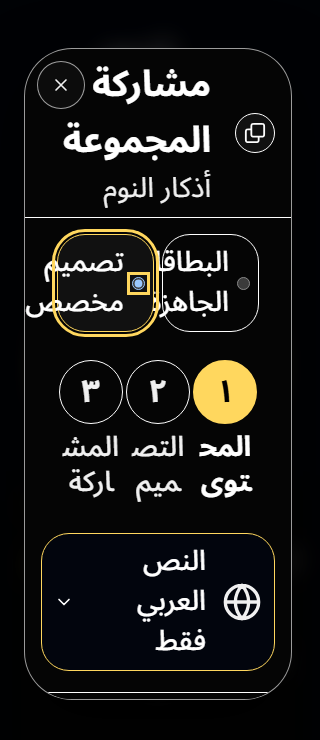 مشاركة
المجموعة
أذكار النوم
البطاقا
الجاهزة
تصميم
مخصص
١ ٢ ٣
المح
توى
التص
ميم
المش
اركة
النص
العربي
فقط